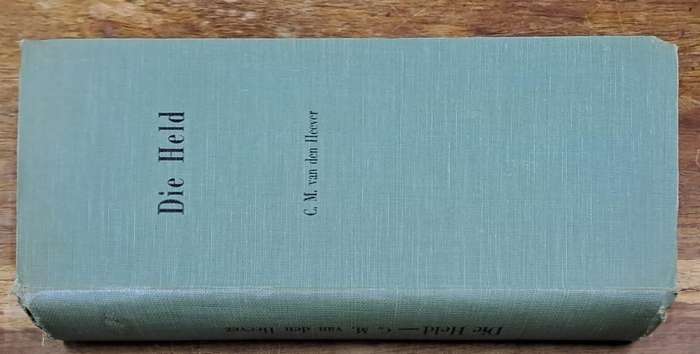 Die Held
C. M. van den Heever
Die Held — C. M. van den Heever